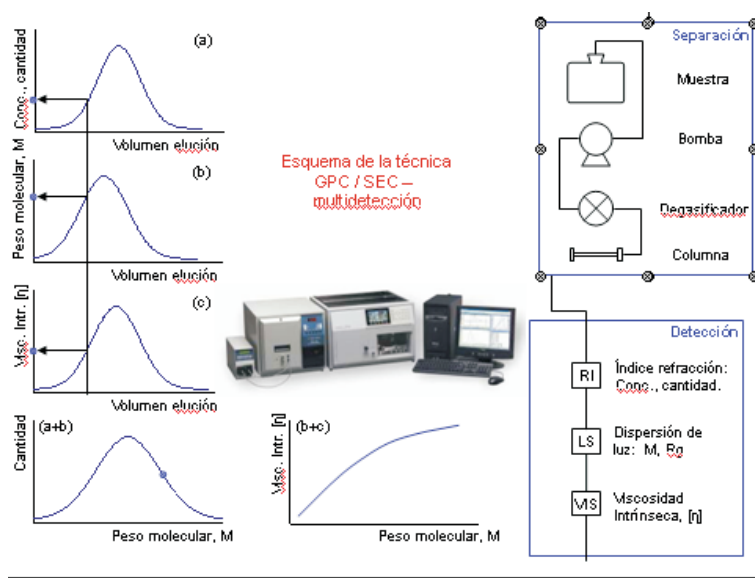 (a)
Conc., cantidad
Volumen elución
(b)
Peso molecular, M
Volumen elución
(c)
Visc. Intr. [η]
Volumen elución
(a+b)
Cantidad
Peso molecular, M
(b+c)
Visc. Intr. [η]
Peso molecular, M
Esquema de la técnica
GPC / SEC –
multidetección
Separación
Muestra
Bomba
Degasificador
Columna
Detección
RI
Índice refracción:
Conc., cantidad.
LS
Dispersión de
luz: M, Rg
VIS
Viscosidad
Intrínseca, [η]